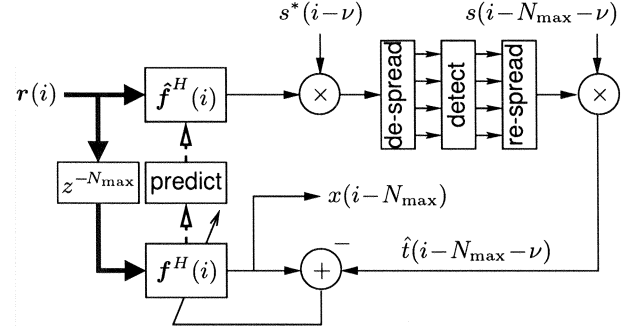 s*(i−ν)
s(i−N_max−ν)
r(i)
f̂^H(i)
×
de-spread
detect
re-spread
×
z^−N_max
predict
x(i−N_max)
f^H(i)
+
−
t̂(i−N_max−ν)